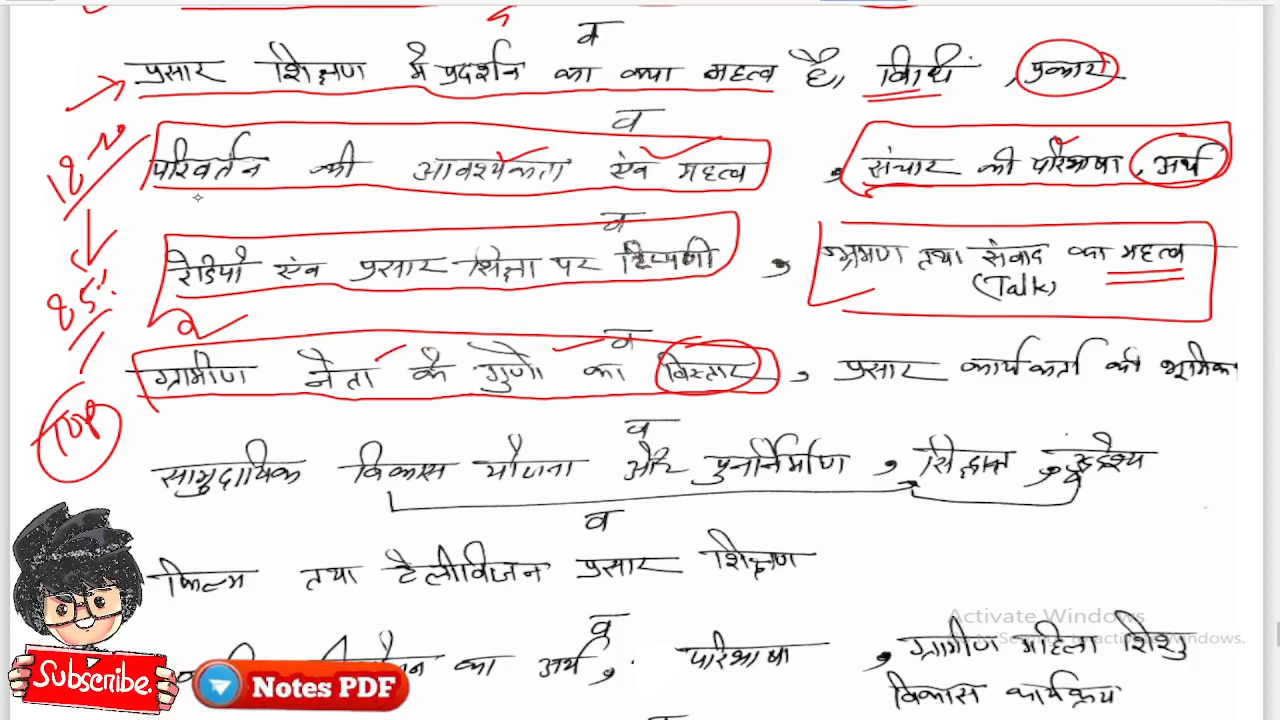 व
प्रसार शिक्षण में प्रदर्शन का क्या महत्व है, विधि, प्रकार
व
परिवर्तन की आवश्यकता एंव महत्व, संचार की परिभाषा, अर्थ
व
रेडियो एंव प्रसार शिक्षा पर टिप्पणी, भ्रमण तथा संवाद का महत्व
(Talk)
व
ग्रामीण नेता के गुणो का विस्तार, प्रसार कार्यकर्ता की भूमिका
व
सामुदायिक विकास योजना और पुनर्निर्माण, सिद्धान्त, उद्देश्य
व
फिल्म तथा टेलीविजन प्रसार शिक्षण
व
का अर्थ, परिभाषा, ग्रामीण महिला शिशु
विकास कार्यक्रम
85%
TOP
Subscribe.
Notes PDF
Activate Windows